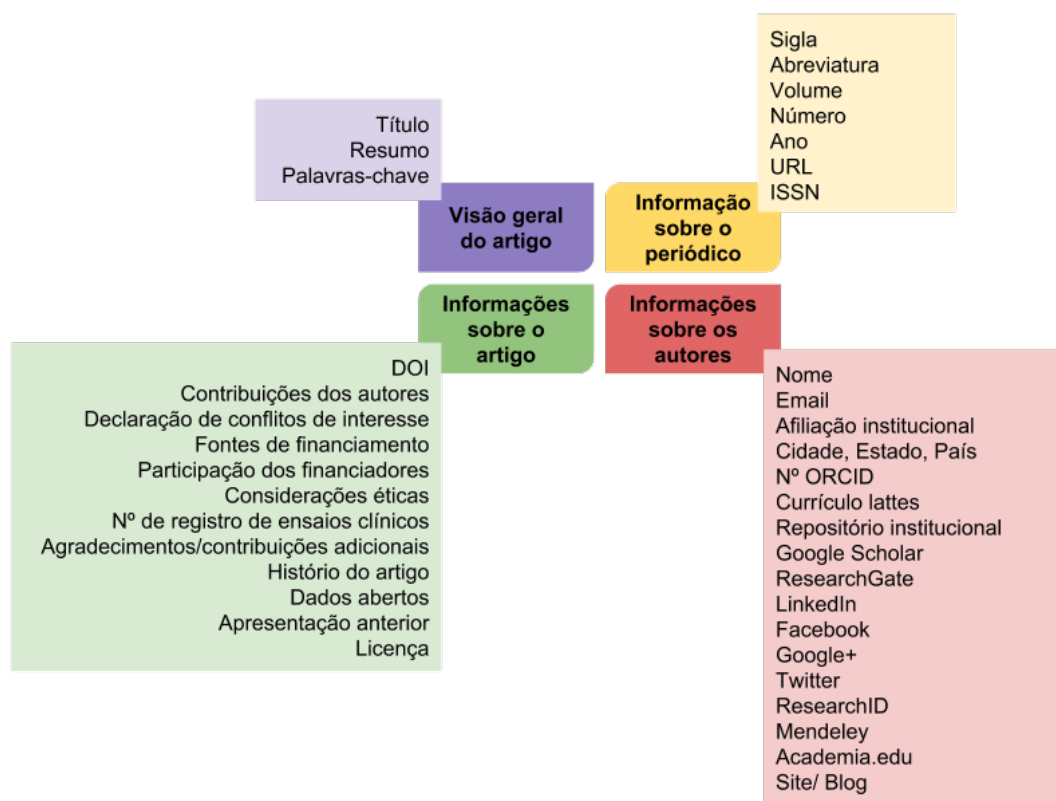 Título
Resumo
Palavras-chave
Visão geral
do artigo
Sigla
Abreviatura
Volume
Número
Ano
URL
ISSN
Informação
sobre o
periódico
Informações
sobre o
artigo
DOI
Contribuições dos autores
Declaração de conflitos de interesse
Fontes de financiamento
Participação dos financiadores
Considerações éticas
Nº de registro de ensaios clínicos
Agradecimentos/contribuições adicionais
Histório do artigo
Dados abertos
Apresentação anterior
Licença
Informações
sobre os
autores
Nome
Email
Afiliação institucional
Cidade, Estado, País
Nº ORCID
Currículo lattes
Repositório institucional
Google Scholar
ResearchGate
LinkedIn
Facebook
Google+
Twitter
ResearchID
Mendeley
Academia.edu
Site/ Blog